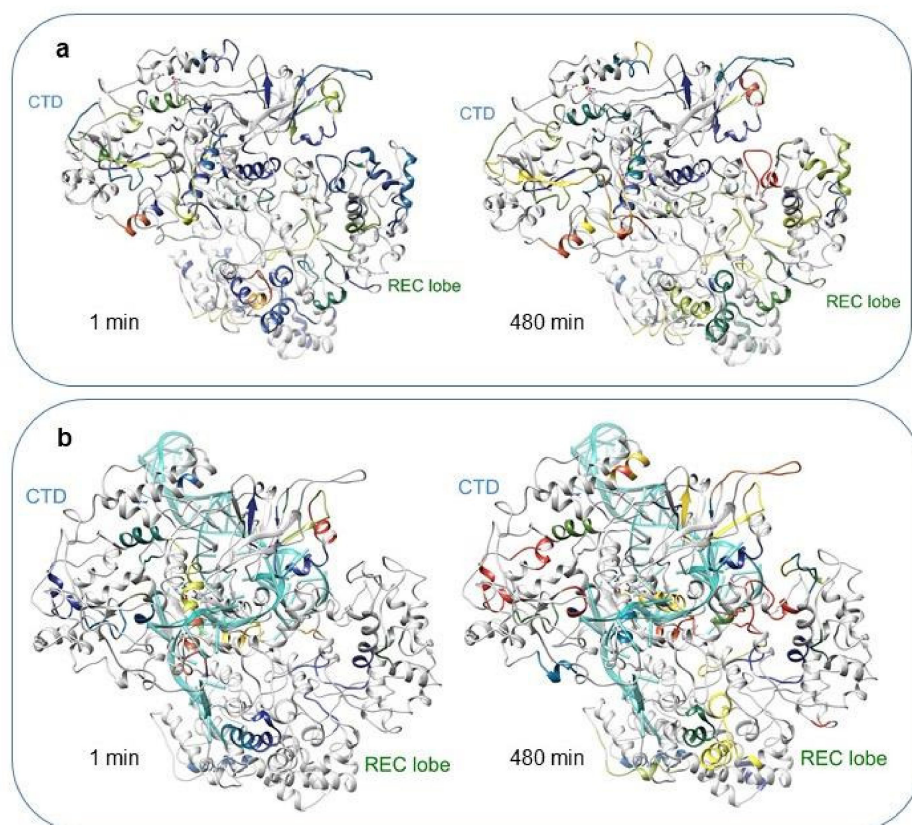 a
CTD
REC lobe
1 min
CTD
REC lobe
480 min
b
CTD
REC lobe
1 min
CTD
REC lobe
480 min